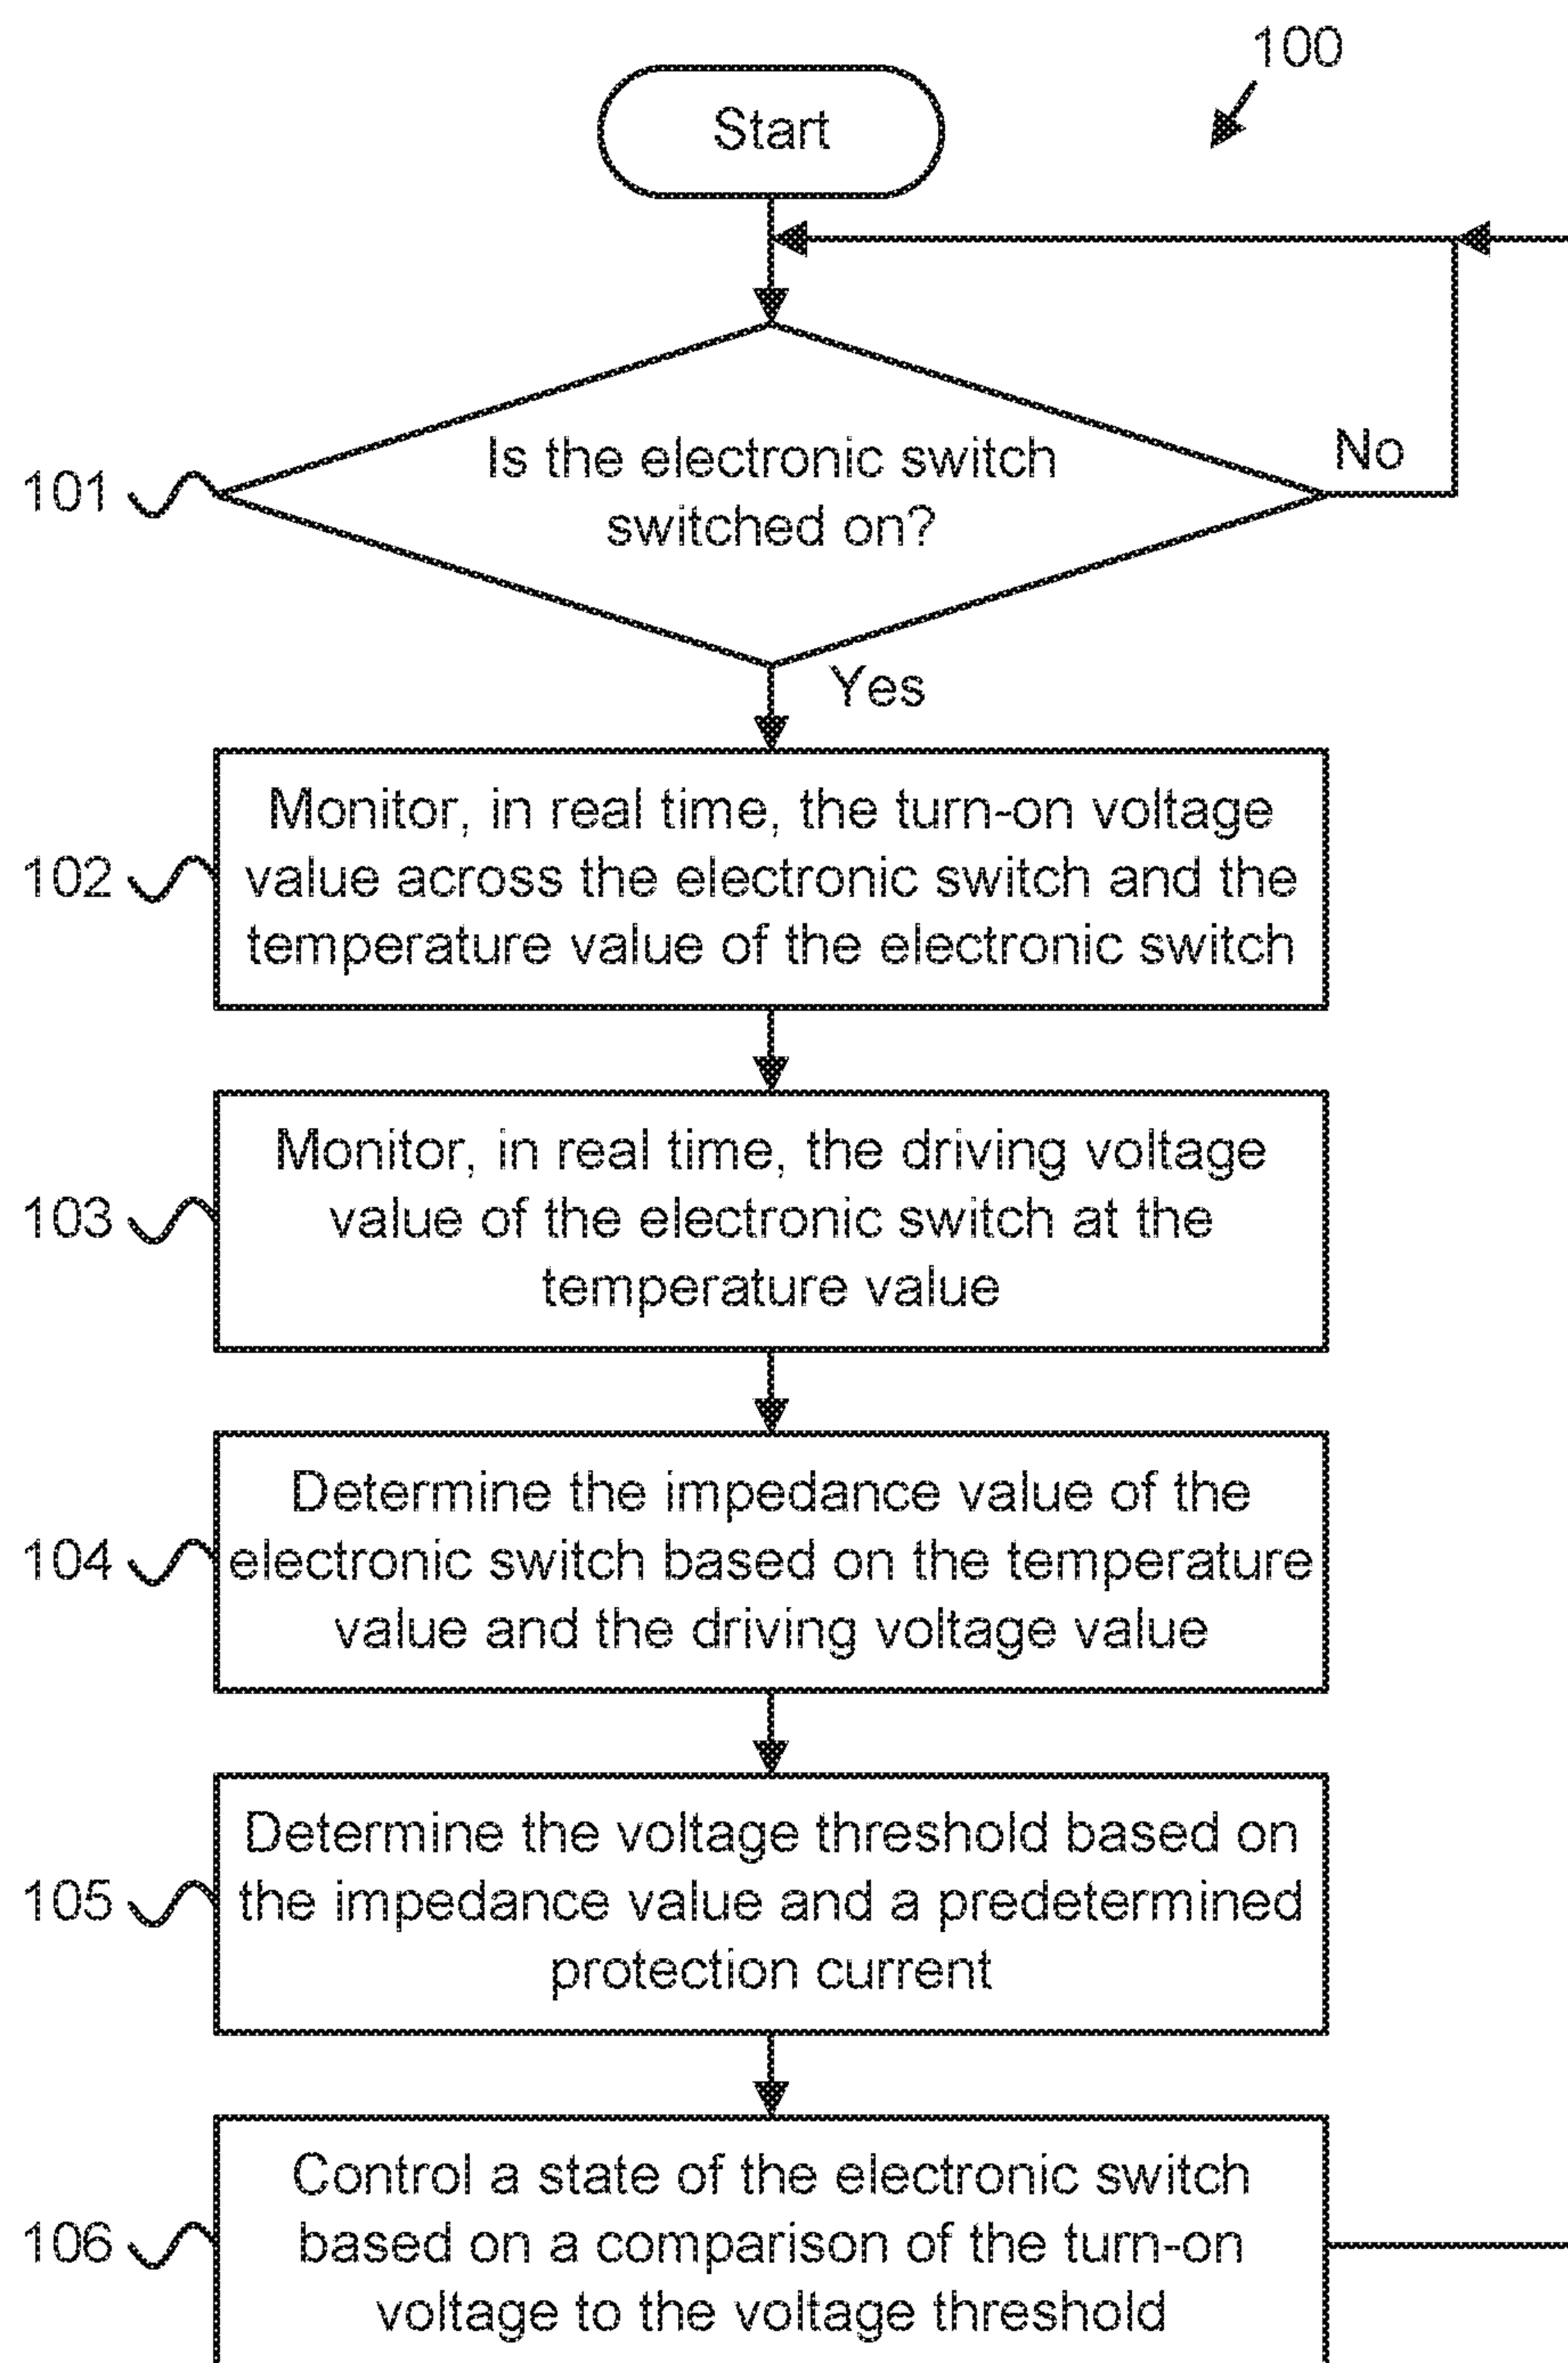 100
Start
Is the electronic switch
switched on?
No
101
Yes
Monitor, in real time, the turn-on voltage
value across the electronic switch and the
temperature value of the electronic switch
102
Monitor, in real time, the driving voltage
value of the electronic switch at the
temperature value
103
Determine the impedance value of the
electronic switch based on the temperature
value and the driving voltage value
104
Determine the voltage threshold based on
the impedance value and a predetermined
protection current
105
Control a state of the electronic switch
based on a comparison of the turn-on
voltage to the voltage threshold
106